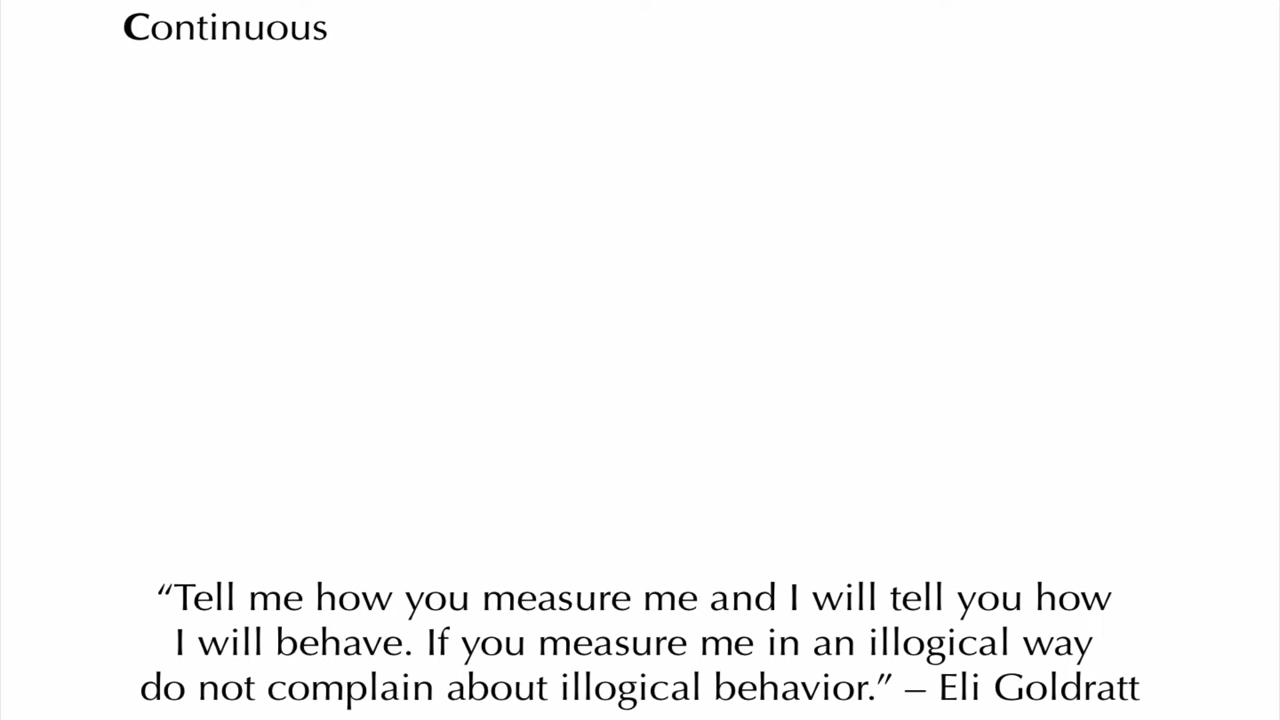 Continuous
“Tell me how you measure me and I will tell you how
I will behave. If you measure me in an illogical way
do not complain about illogical behavior.” – Eli Goldratt